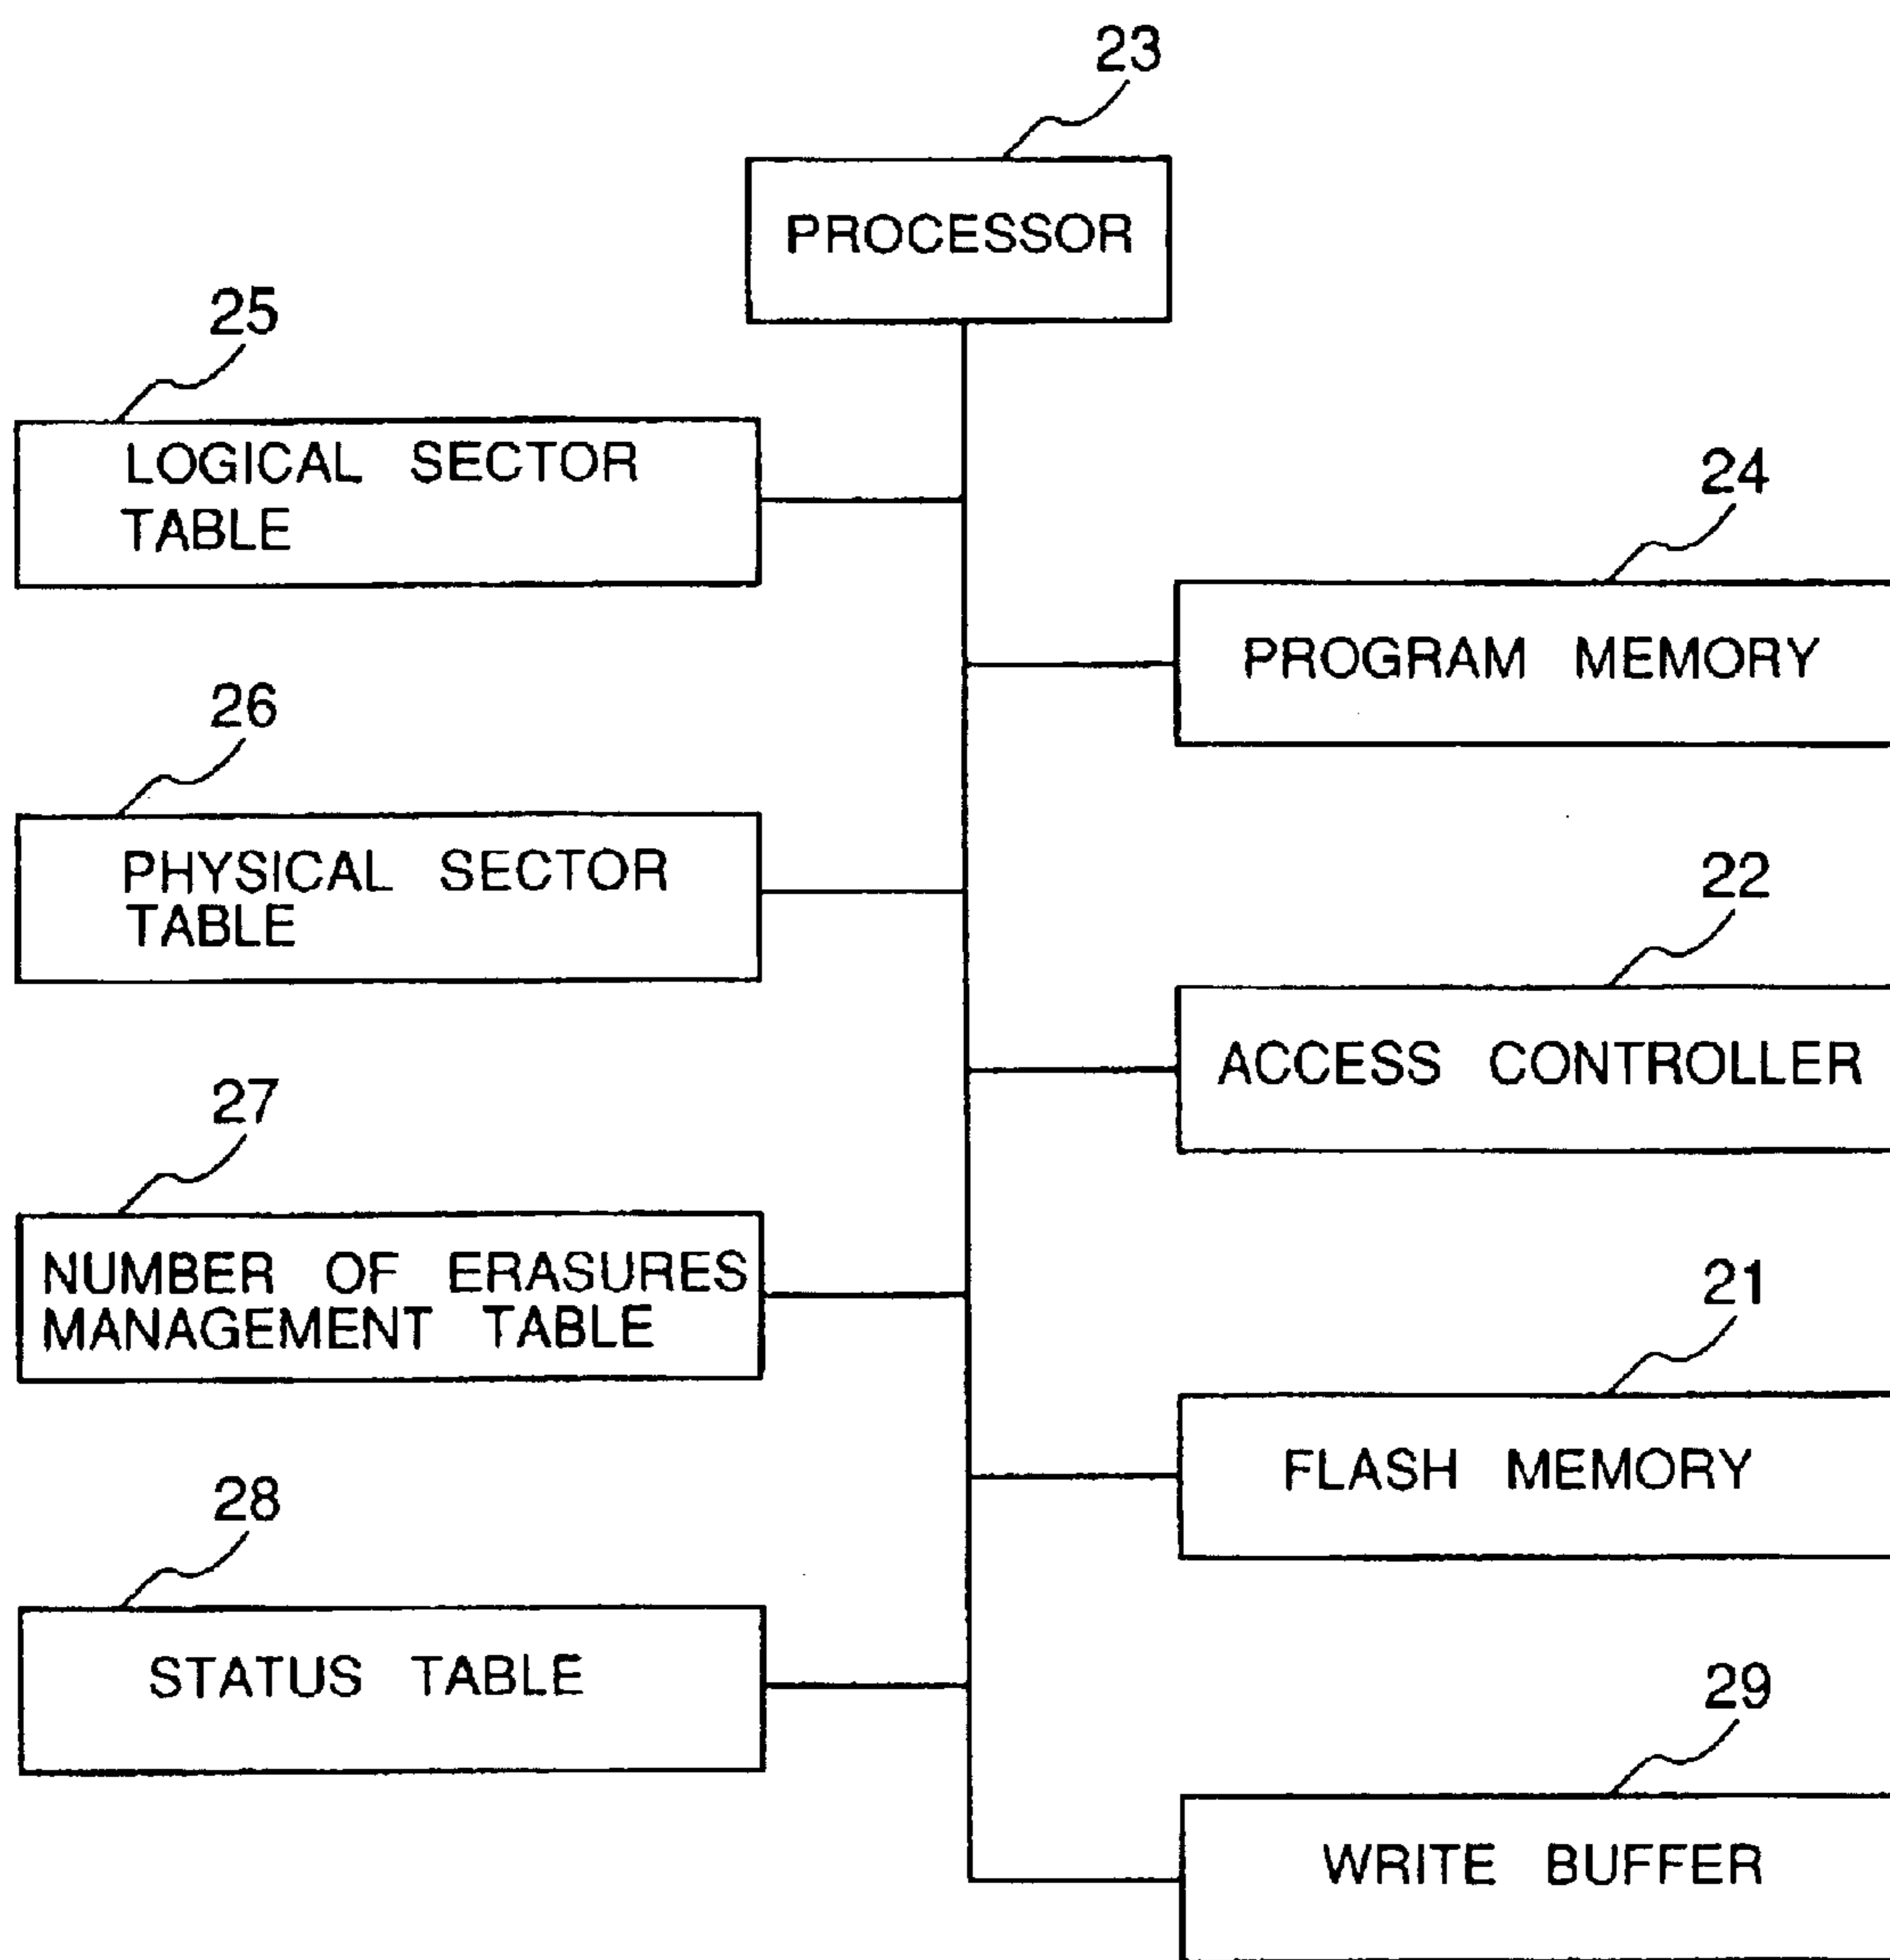 23
PROCESSOR
25
LOGICAL SECTOR
TABLE
24
PROGRAM MEMORY
26
PHYSICAL SECTOR
TABLE
22
ACCESS CONTROLLER
27
NUMBER OF ERASURES
MANAGEMENT TABLE
21
FLASH MEMORY
28
STATUS TABLE
29
WRITE BUFFER